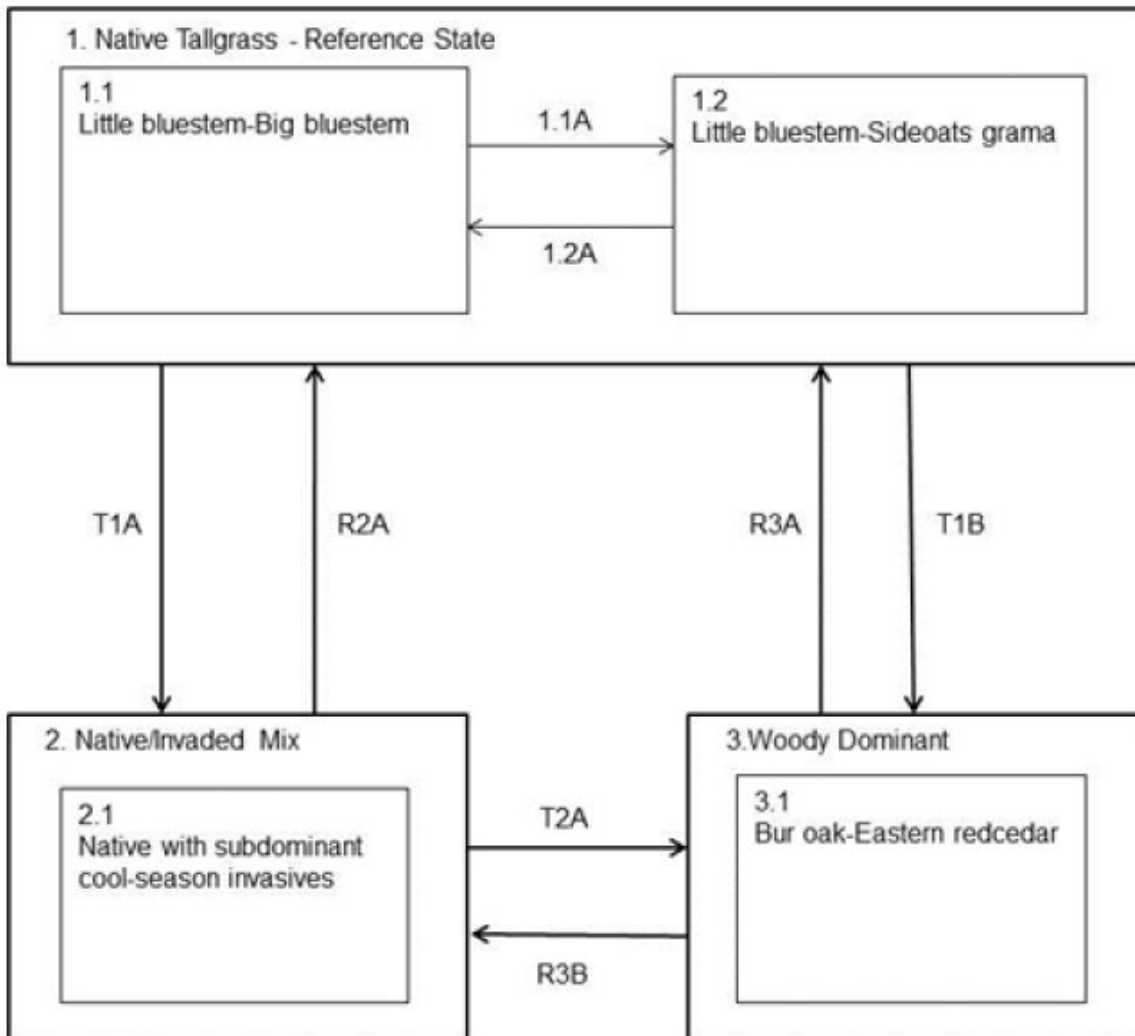 1. Native Tallgrass - Reference State
1.1
Little bluestem-Big bluestem
1.1A
1.2
Little bluestem-Sideoats grama
1.2A
T1A
R2A
R3A
T1B
2. Native/Invaded Mix
2.1
Native with subdominant
cool-season invasives
T2A
R3B
3.Woody Dominant
3.1
Bur oak-Eastern redcedar